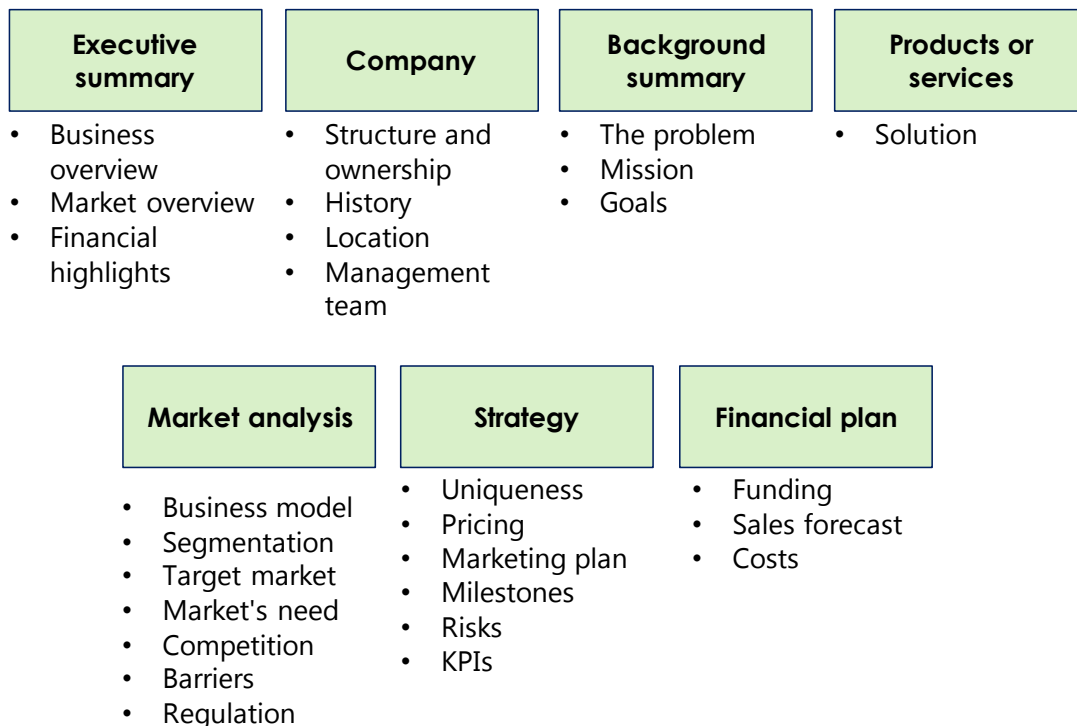 Executive
summary
• Business
overview
• Market overview
• Financial
highlights
Company
• Structure and
ownership
• History
• Location
• Management
team
Background
summary
• The problem
• Mission
• Goals
Products or
services
• Solution
Market analysis
• Business model
• Segmentation
• Target market
• Market's need
• Competition
• Barriers
• Regulation
Strategy
• Uniqueness
• Pricing
• Marketing plan
• Milestones
• Risks
• KPIs
Financial plan
• Funding
• Sales forecast
• Costs